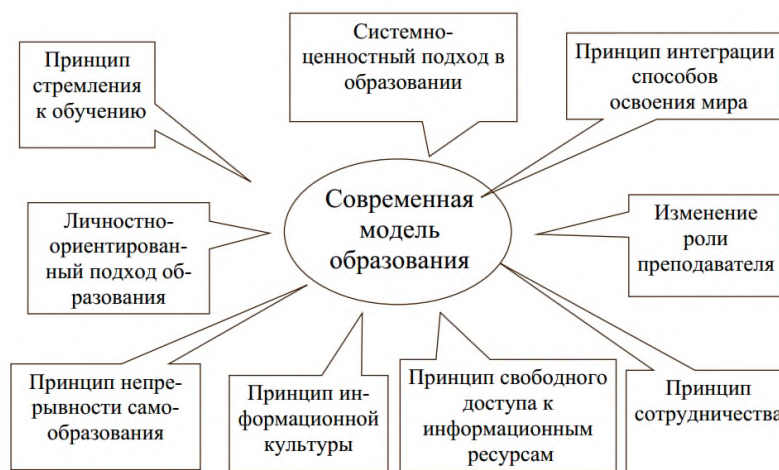 Системно-
ценностный подход в
образовании
Принцип
стремления
к обучению
Принцип интеграции
способов
освоения мира
Современная
модель
образования
Личностно-
ориентирован-
ный подход об-
разования
Изменение
роли
преподавателя
Принцип непре-
рывности само-
образования
Принцип ин-
формационной
культуры
Принцип свободного
доступа к
информационным
ресурсам
Принцип
сотрудничества